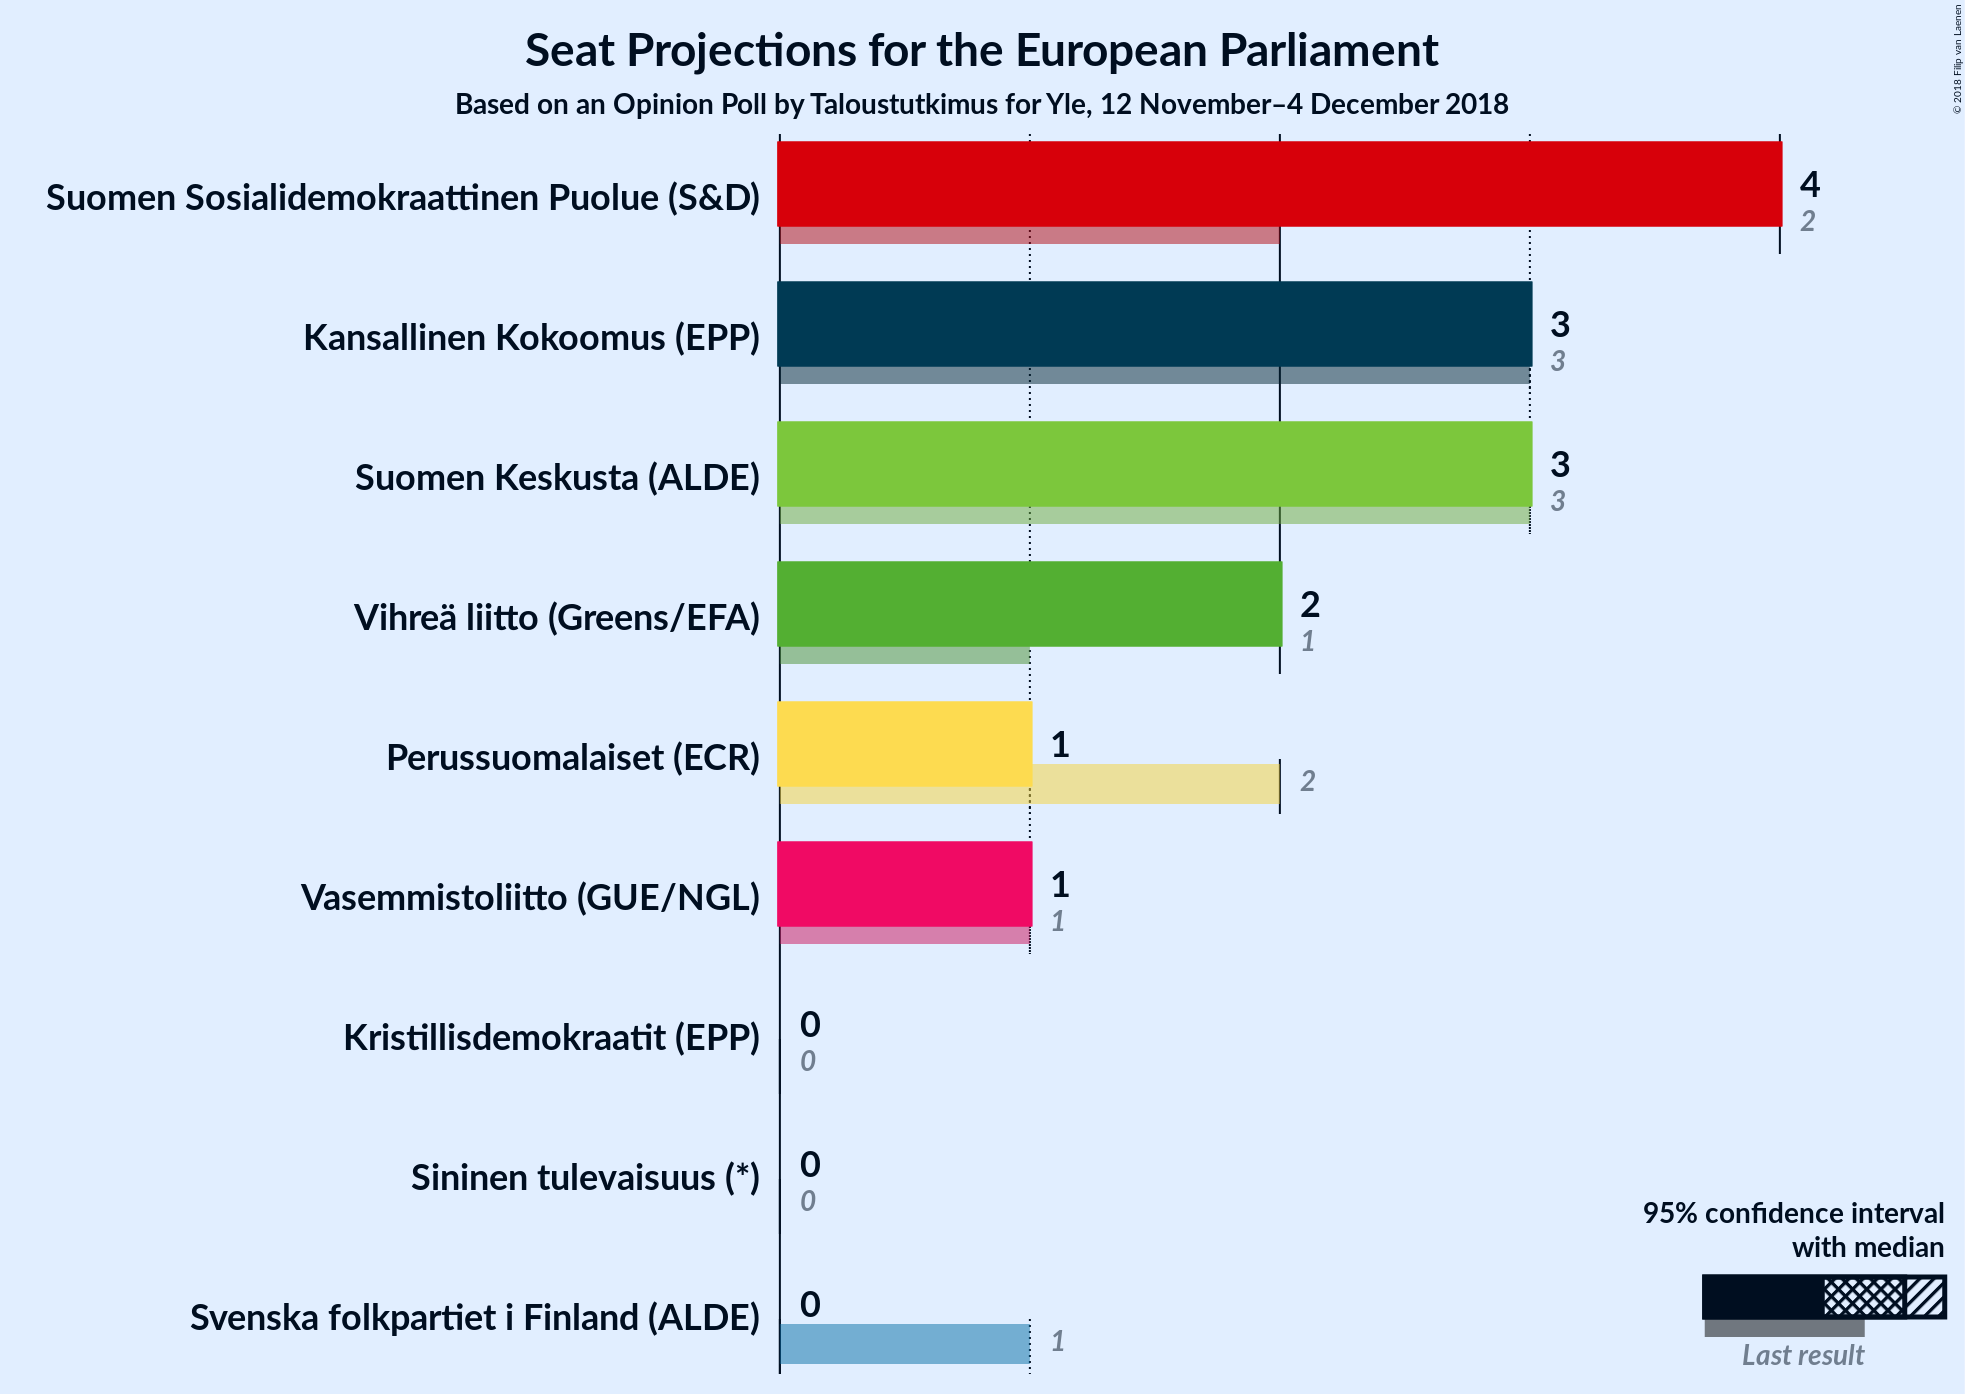 Seat Projections for the European Parliament
Based on an Opinion Poll by Taloustutkimus for Yle, 12 November–4 December 2018
© 2018 Filip van Laenen
Suomen Sosialidemokraattinen Puolue (S&D)
4
2
Kansallinen Kokoomus (EPP)
3
3
Suomen Keskusta (ALDE)
3
3
Vihreä liitto (Greens/EFA)
2
1
Perussuomalaiset (ECR)
1
2
Vasemmistoliitto (GUE/NGL)
1
1
Kristillisdemokraatit (EPP)
0
0
Sininen tulevaisuus (*)
0
0
Svenska folkpartiet i Finland (ALDE)
0
1
95% confidence interval
with median
Last result